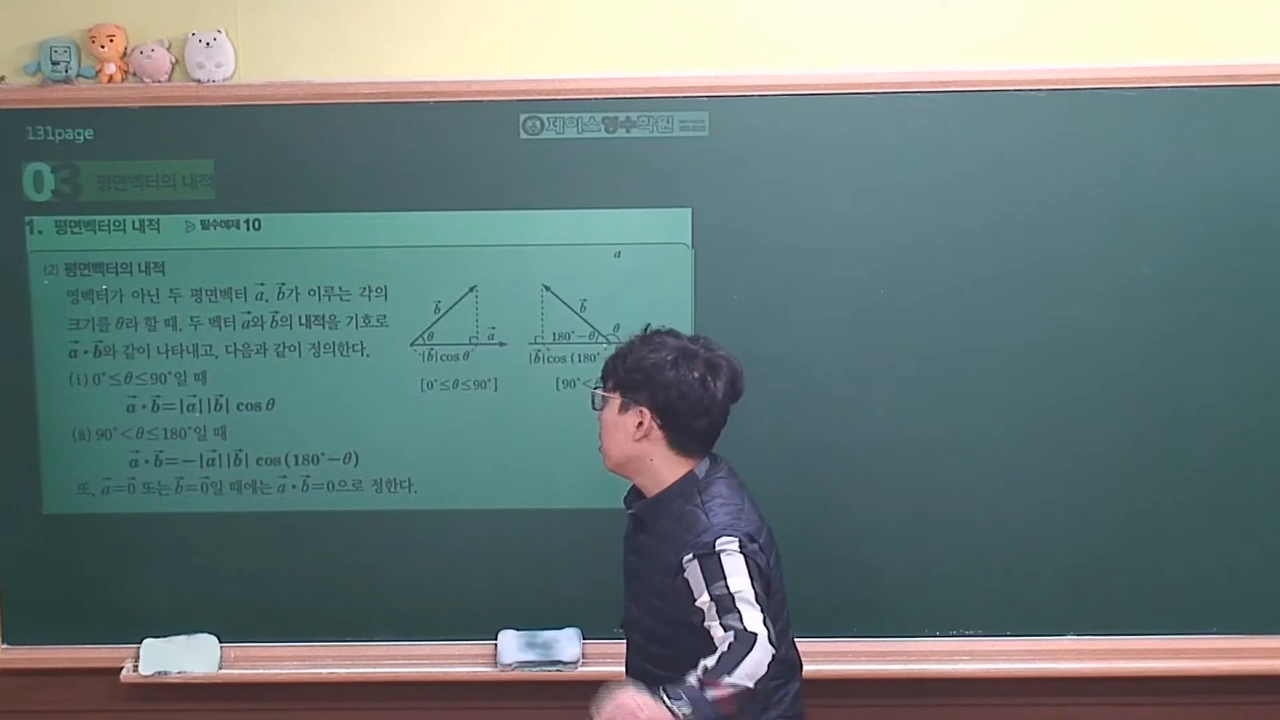 131page
제이스영수학원
03 평면벡터의 내적
1. 평면벡터의 내적 ▷ 필수예제 10
(2) 평면벡터의 내적
영벡터가 아닌 두 평면벡터 a⃗, b⃗가 이루는 각의
크기를 θ라 할 때, 두 벡터 a⃗와 b⃗의 내적을 기호로
a⃗·b⃗와 같이 나타내고, 다음과 같이 정의한다.
(i) 0°≤θ≤90°일 때
a⃗·b⃗=|a⃗||b⃗| cosθ
(ii) 90°<θ≤180°일 때
a⃗·b⃗=-|a⃗||b⃗| cos(180°-θ)
또, a⃗=0⃗ 또는 b⃗=0⃗일 때에는 a⃗·b⃗=0으로 정한다.
b⃗
θ
a⃗
|b⃗|cosθ
[0°≤θ≤90°]
a
b⃗
180°-θ
θ
|b⃗|cos(180°
[90°<